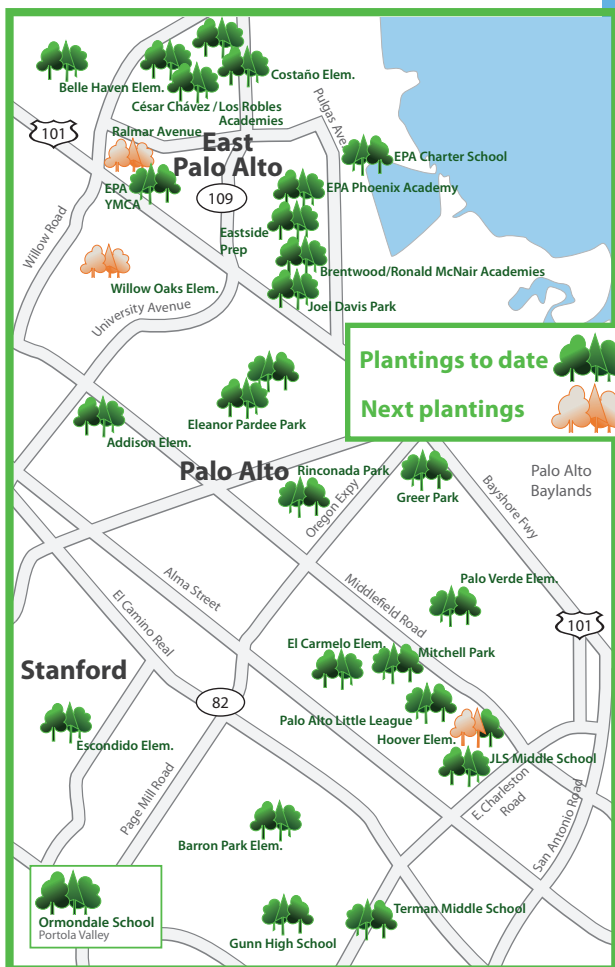 Belle Haven Elem.
Costaño Elem.
César Chávez / Los Robles
Academies
Pulgas Ave
101
Ralmar Avenue
East
Palo Alto
EPA Charter School
EPA
YMCA
109
EPA Phoenix Academy
Eastside
Prep
Willow Road
Brentwood/Ronald McNair Academies
Willow Oaks Elem.
University Avenue
Joel Davis Park
Plantings to date
Next plantings
Eleanor Pardee Park
Addison Elem.
Palo Alto
Rinconada Park
Greer Park
Oregon Expy
Bayshore Fwy
Palo Alto
Baylands
Alma Street
El Camino Real
Middlefield Road
Palo Verde Elem.
101
El Carmelo Elem.
Mitchell Park
Stanford
82
Palo Alto Little League
Hoover Elem.
Escondido Elem.
JLS Middle School
E. Charleston
Road
San Antonio Road
Page Mill Road
Barron Park Elem.
Ormondale School
Portola Valley
Terman Middle School
Gunn High School